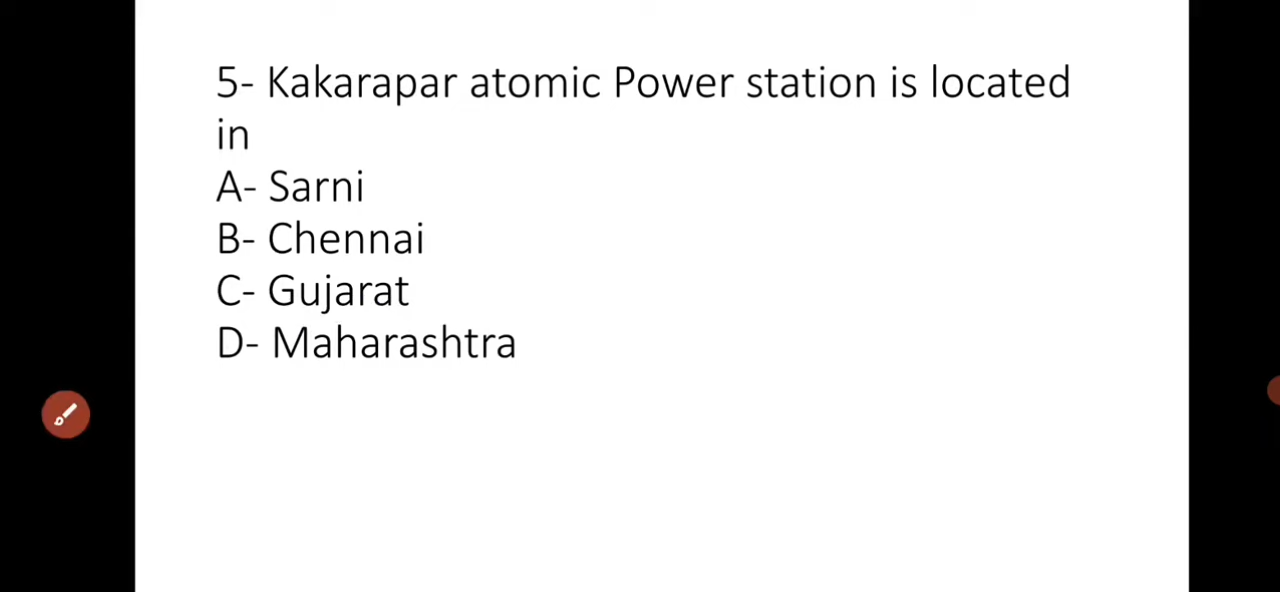 5- Kakarapar atomic Power station is located
in
A- Sarni
B- Chennai
C- Gujarat
D- Maharashtra